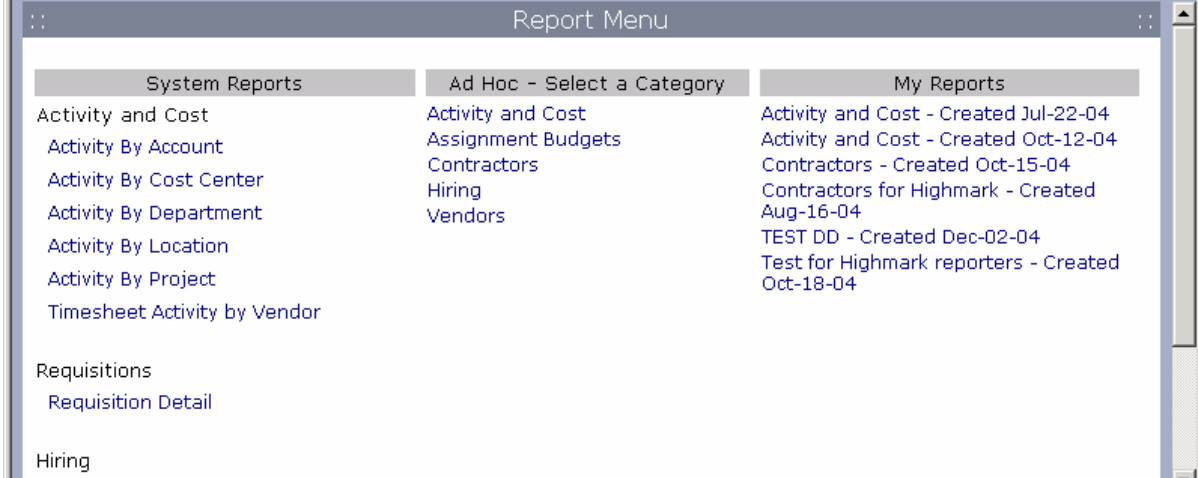 :: Report Menu ::
System Reports
Activity and Cost
Activity By Account
Activity By Cost Center
Activity By Department
Activity By Location
Activity By Project
Timesheet Activity by Vendor
Requisitions
Requisition Detail
Hiring
Ad Hoc - Select a Category
Activity and Cost
Assignment Budgets
Contractors
Hiring
Vendors
My Reports
Activity and Cost - Created Jul-22-04
Activity and Cost - Created Oct-12-04
Contractors - Created Oct-15-04
Contractors for Highmark - Created
Aug-16-04
TEST DD - Created Dec-02-04
Test for Highmark reporters - Created
Oct-18-04